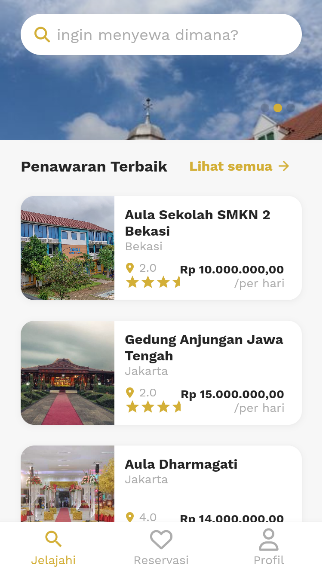 ingin menyewa dimana?
Penawaran Terbaik
Lihat semua →
Aula Sekolah SMKN 2
Bekasi
Bekasi
2.0
Rp 10.000.000,00
/per hari
Gedung Anjungan Jawa
Tengah
Jakarta
2.0
Rp 15.000.000,00
/per hari
Aula Dharmagati
Jakarta
4.0
Rp 14.000.000,00
Jelajahi
Reservasi
Profil